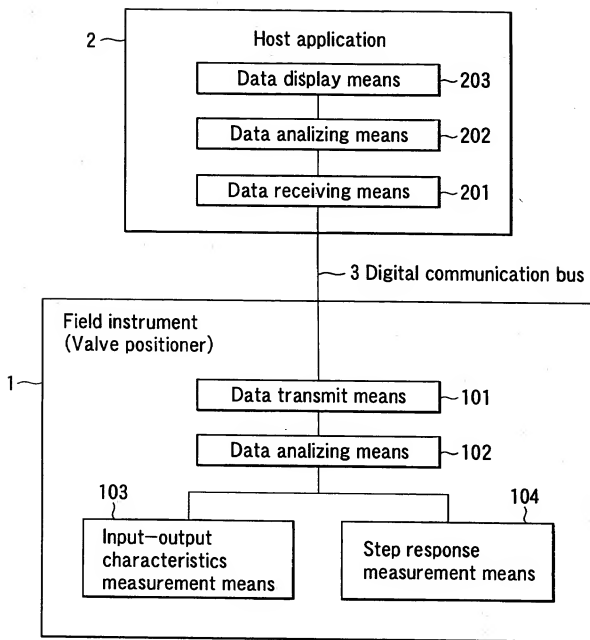 2
Host application
Data display means
203
Data analizing means
202
Data receiving means
201
3 Digital communication bus
Field instrument
(Valve positioner)
1
Data transmit means
101
Data analizing means
102
103
Input-output
characteristics
measurement means
104
Step response
measurement means